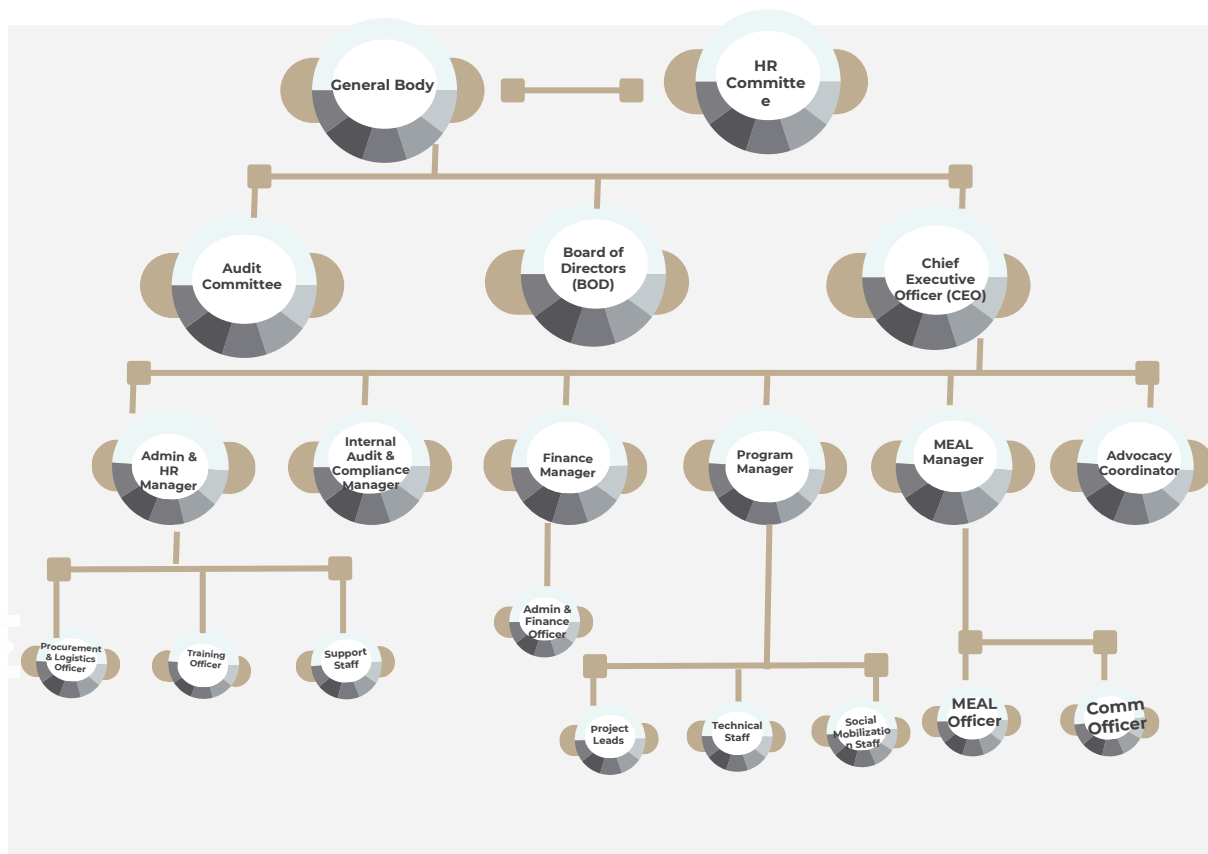 General Body
HR
Committe
e
Audit
Committee
Board of
Directors
(BOD)
Chief
Executive
Officer (CEO)
Admin &
HR
Manager
Internal
Audit &
Compliance
Manager
Finance
Manager
Program
Manager
MEAL
Manager
Advocacy
Coordinator
Procurement
& Logistics
Officer
Training
Officer
Support
Staff
Admin &
Finance
Officer
Project
Leads
Technical
Staff
Social
Mobilizatio
n Staff
MEAL
Officer
Comm
Officer